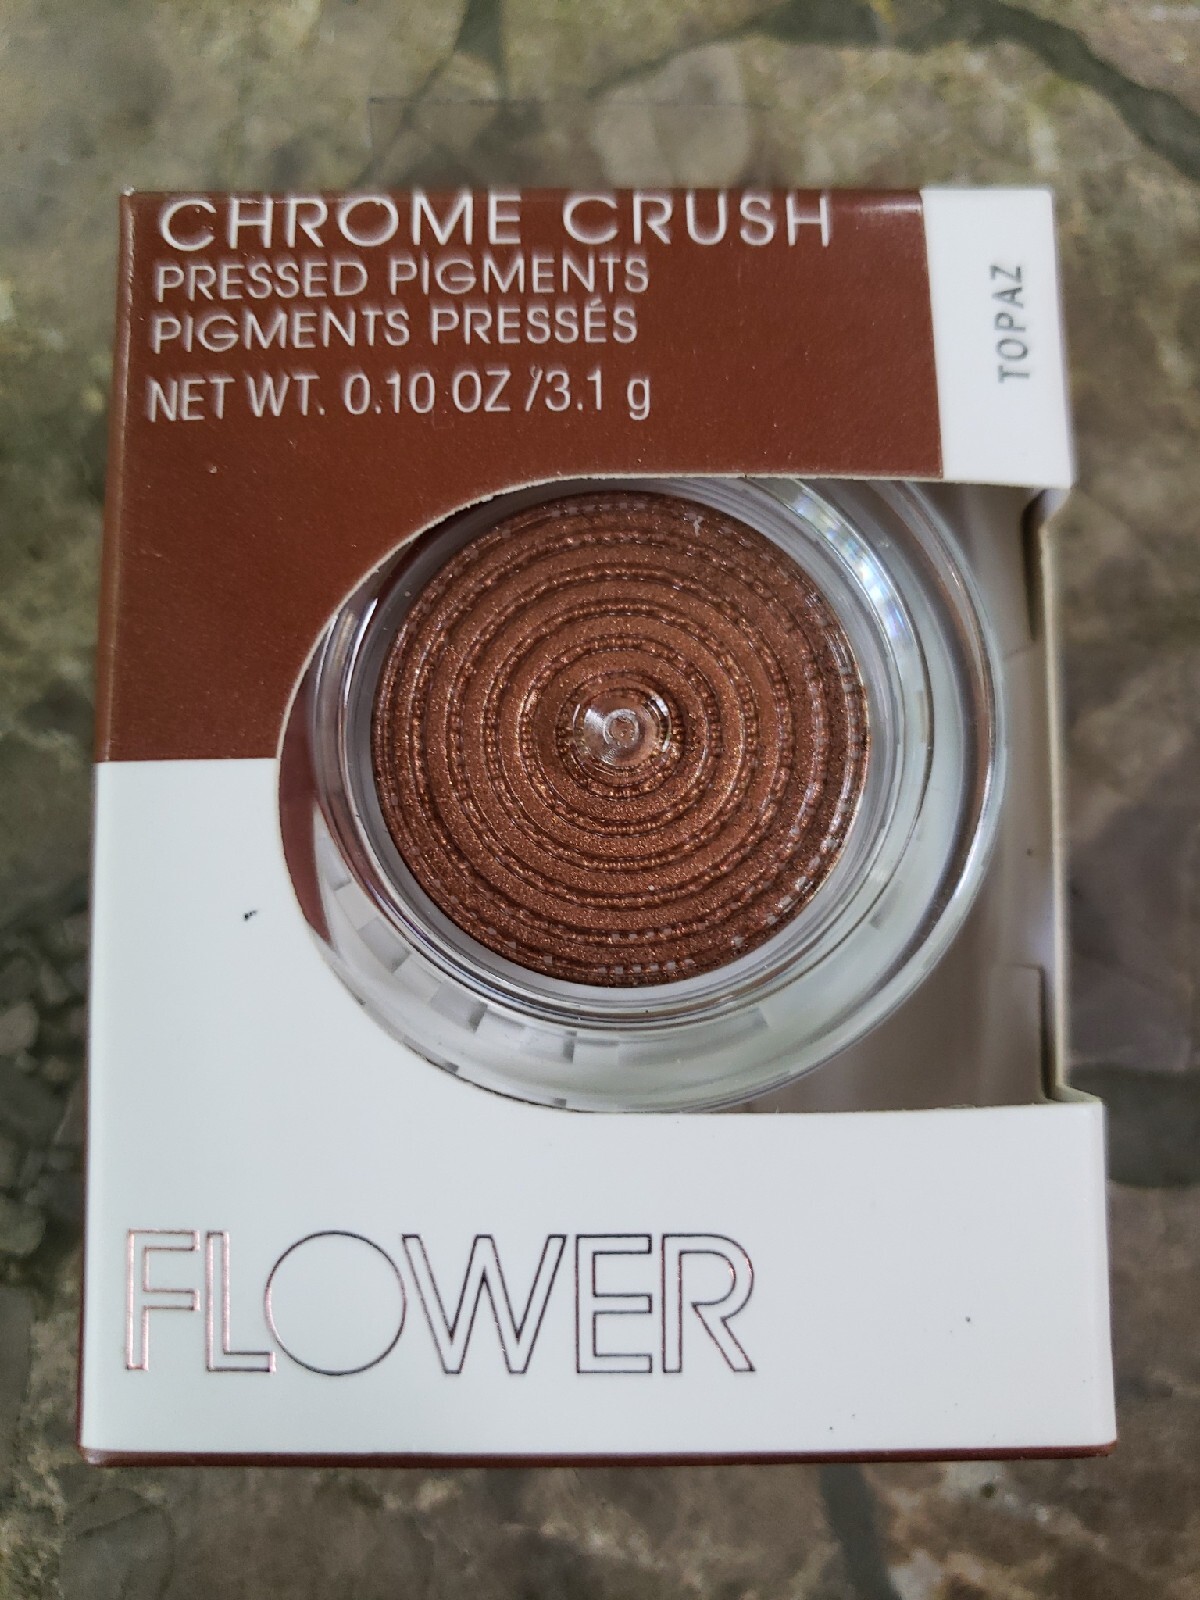 CHROME CRUSH
PRESSED PIGMENTS
PIGMENTS PRESSÉS
NET WT. 0.10 OZ /3.1 g
TOPAZ
FLOWER